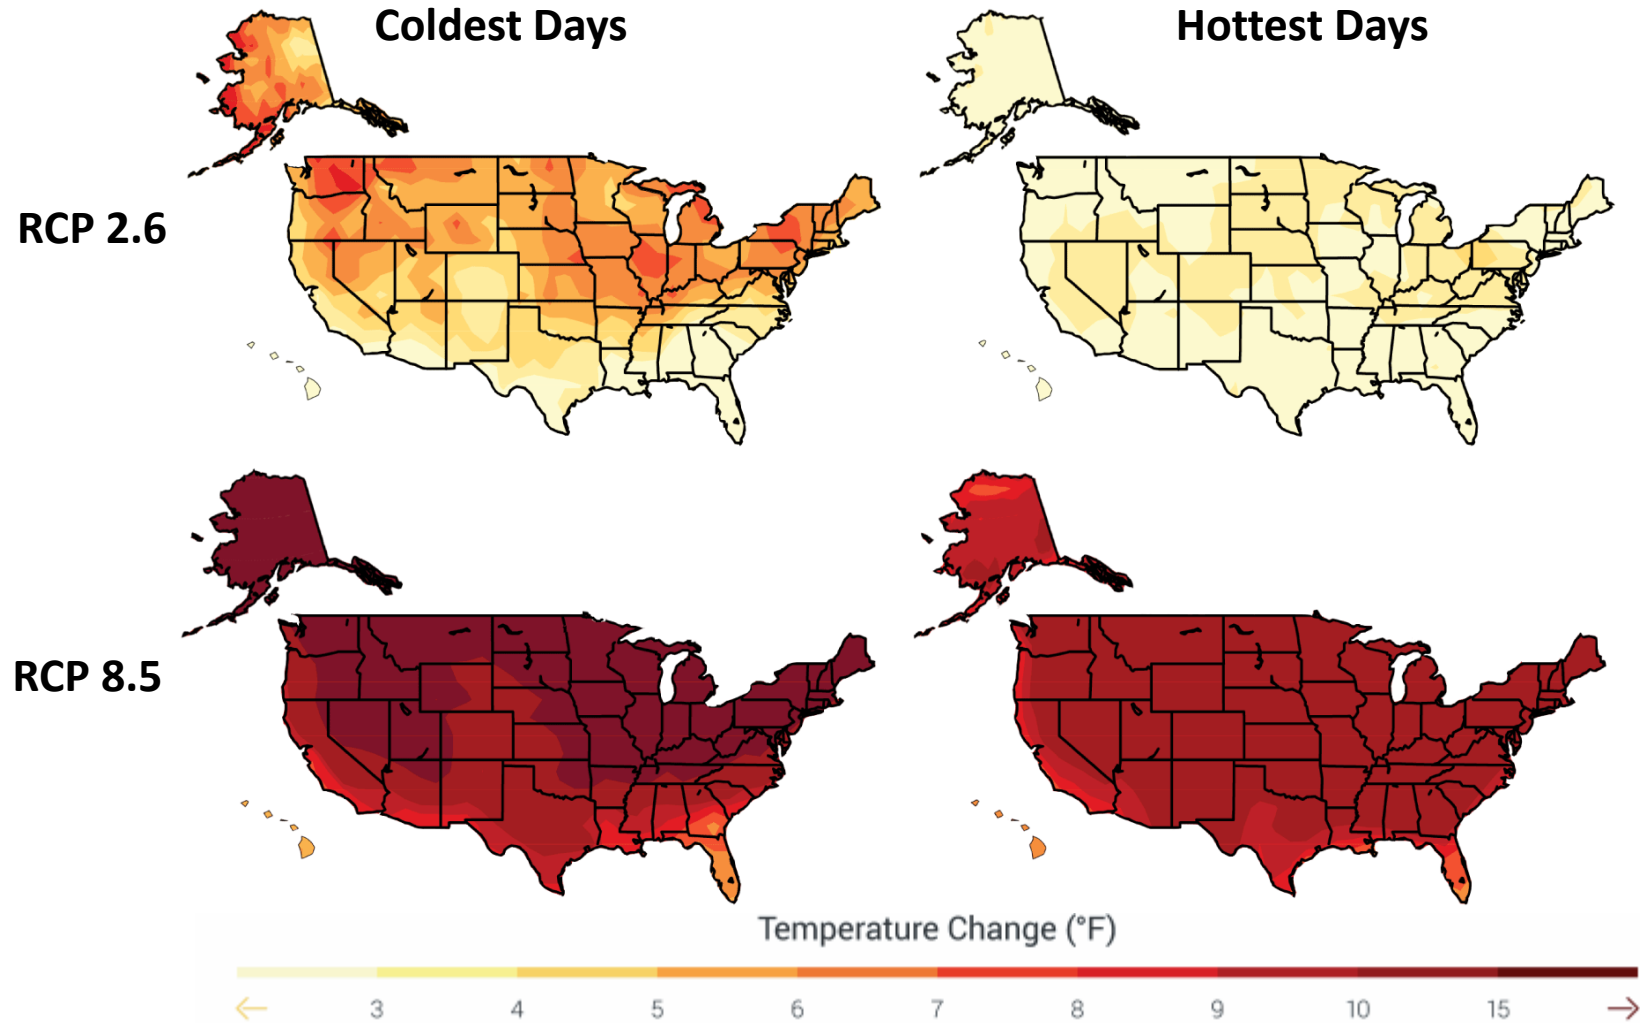 Coldest Days
Hottest Days
RCP 2.6
RCP 8.5
Temperature Change (°F)
3 4 5 6 7 8 9 10 15